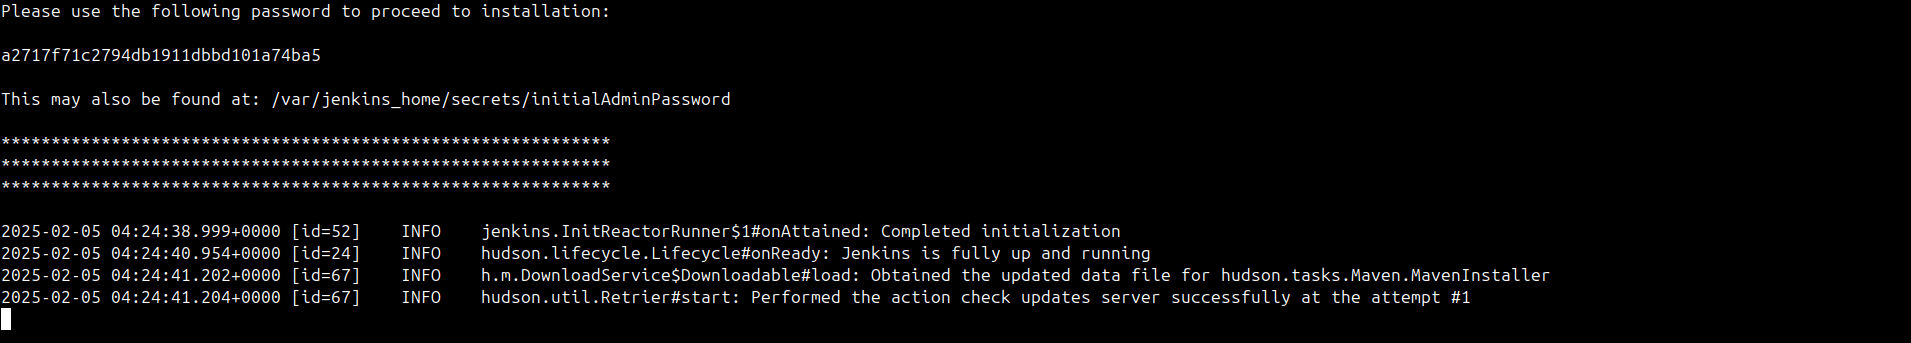 Please use the following password to proceed to installation:
a2717f71c2794db1911dbbd101a74ba5
This may also be found at: /var/jenkins_home/secrets/initialAdminPassword
*************************************************************
*************************************************************
*************************************************************
2025-02-05 04:24:38.999+0000 [id=52]    INFO    jenkins.InitReactorRunner$1#onAttained: Completed initialization
2025-02-05 04:24:40.954+0000 [id=24]    INFO    hudson.lifecycle.Lifecycle#onReady: Jenkins is fully up and running
2025-02-05 04:24:41.202+0000 [id=67]    INFO    h.m.DownloadService$Downloadable#load: Obtained the updated data file for hudson.tasks.Maven.MavenInstaller
2025-02-05 04:24:41.204+0000 [id=67]    INFO    hudson.util.Retrier#start: Performed the action check updates server successfully at the attempt #1